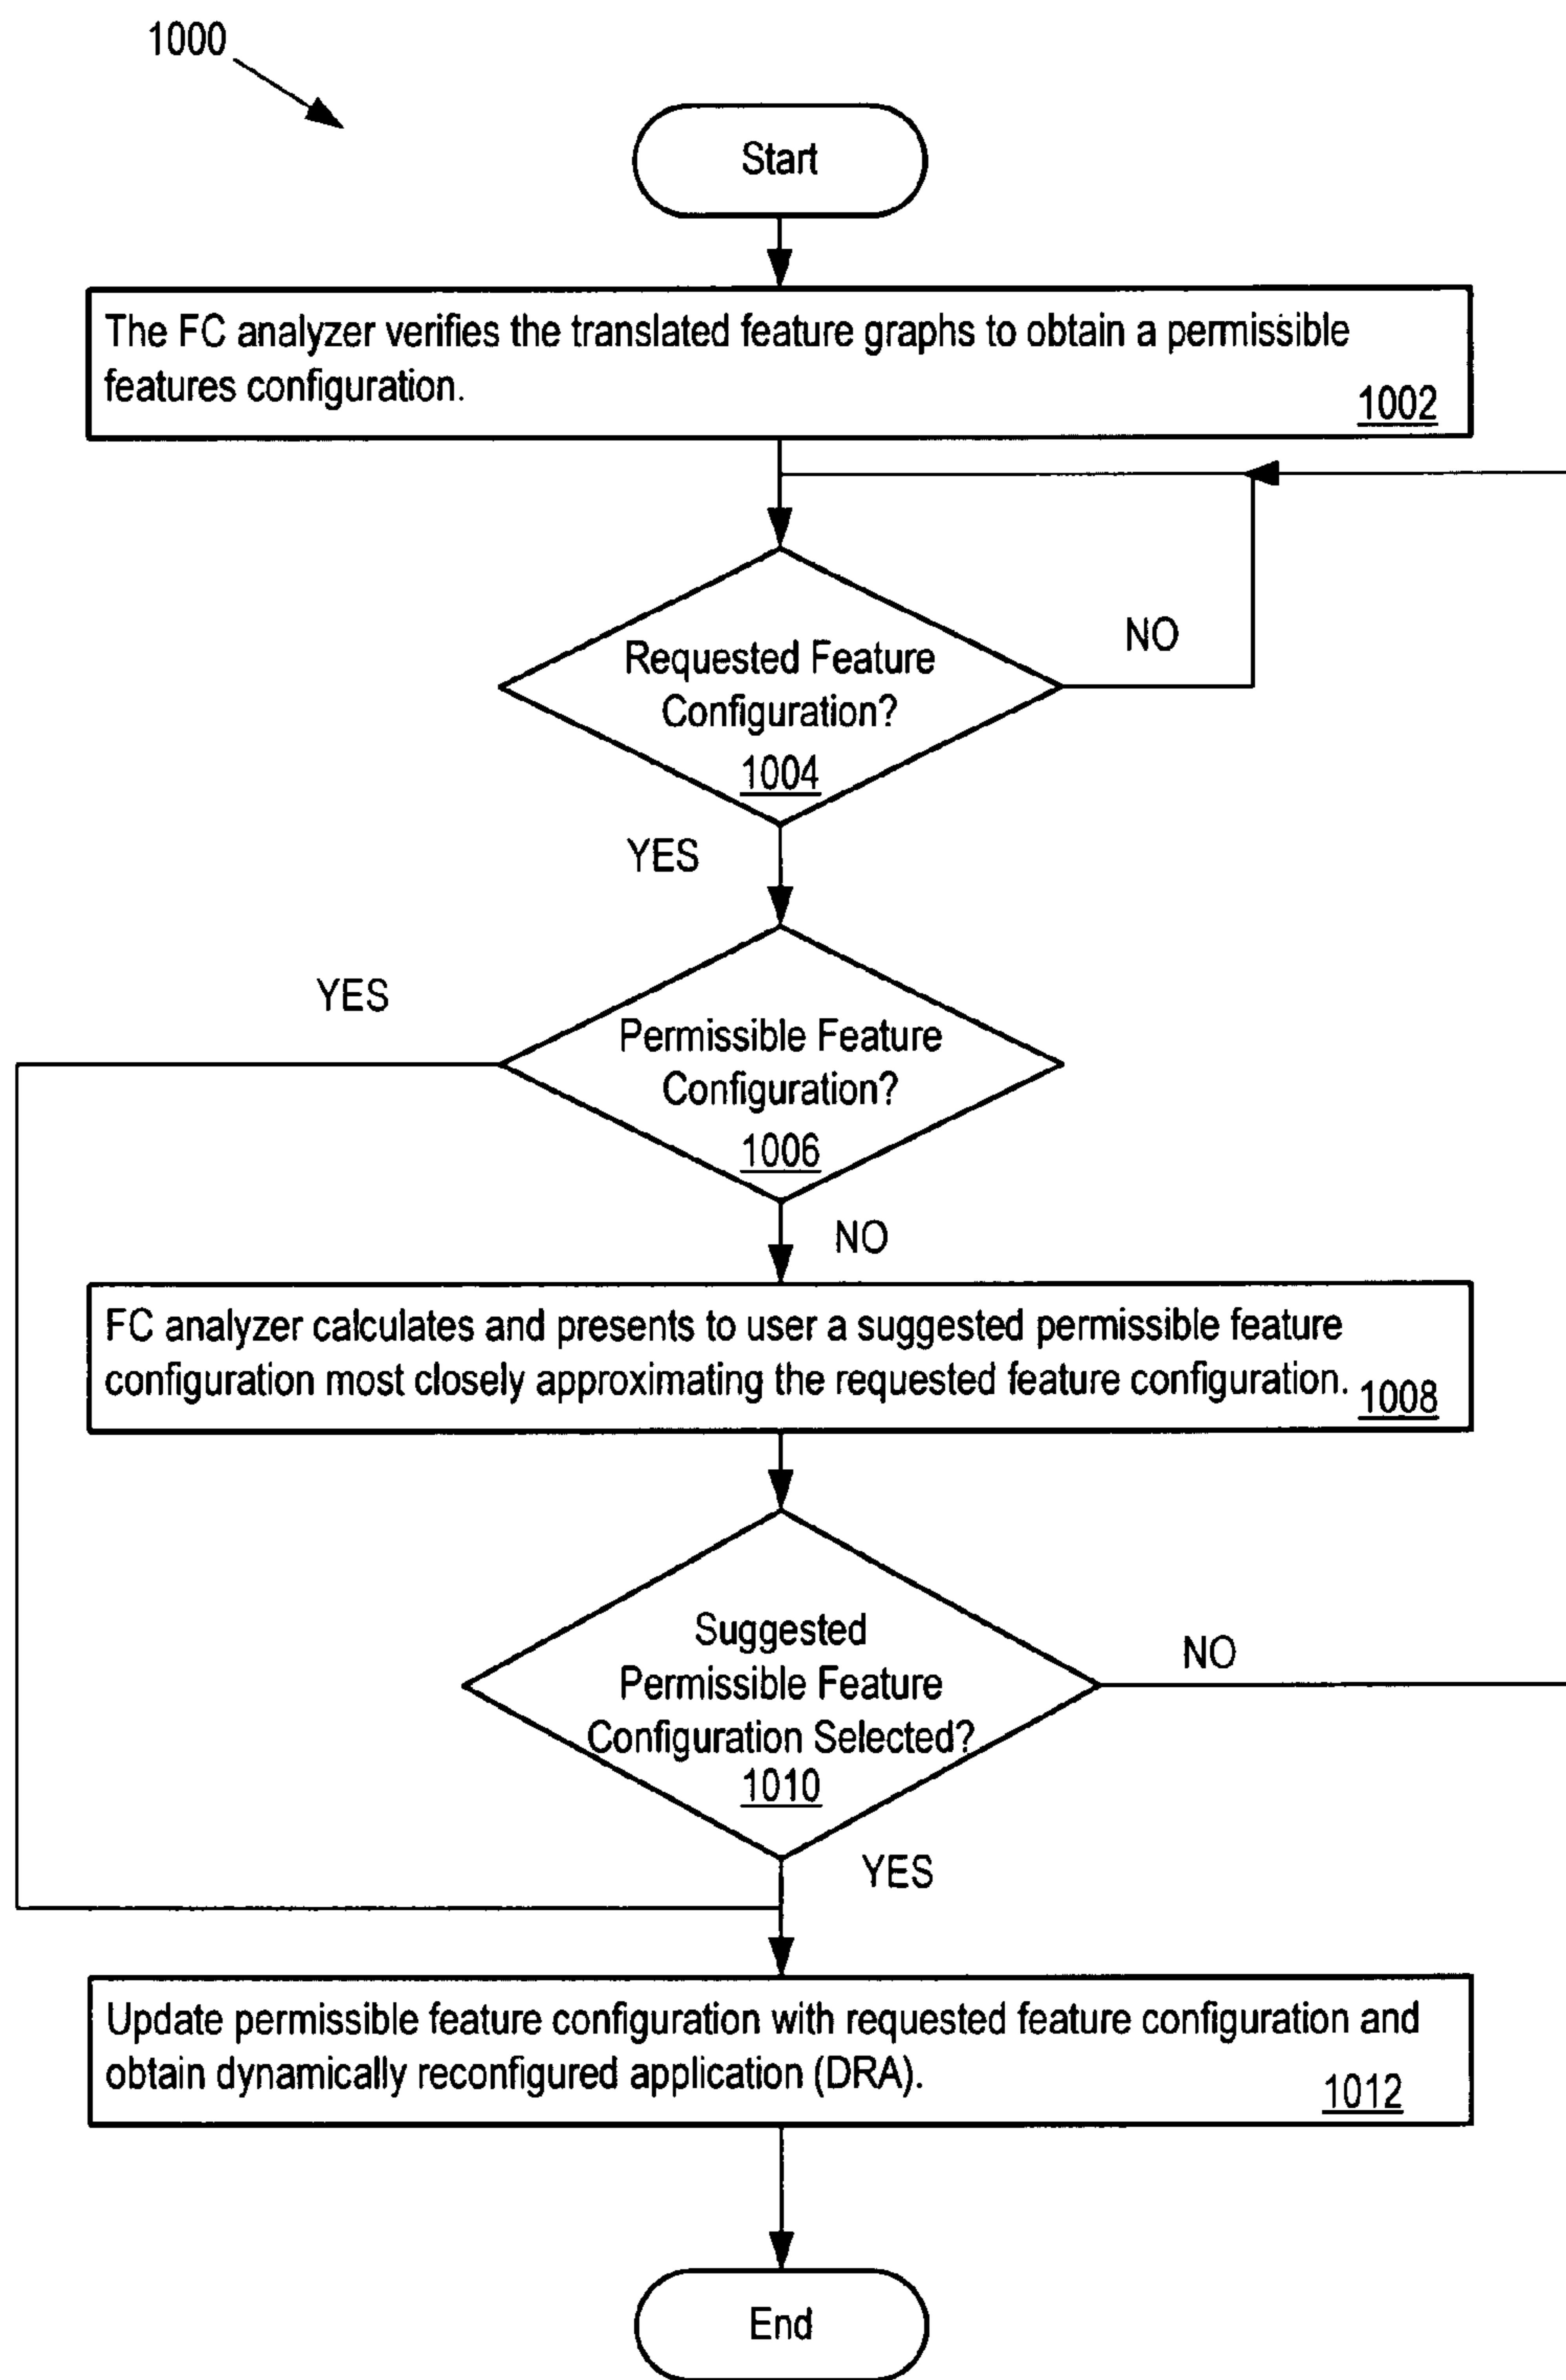 1000
Start
The FC analyzer verifies the translated feature graphs to obtain a permissible
features configuration.
1002
Requested Feature
Configuration?
1004
NO
YES
Permissible Feature
Configuration?
1006
YES
NO
FC analyzer calculates and presents to user a suggested permissible feature
configuration most closely approximating the requested feature configuration.
1008
Suggested
Permissible Feature
Configuration Selected?
1010
NO
YES
Update permissible feature configuration with requested feature configuration and
obtain dynamically reconfigured application (DRA).
1012
End